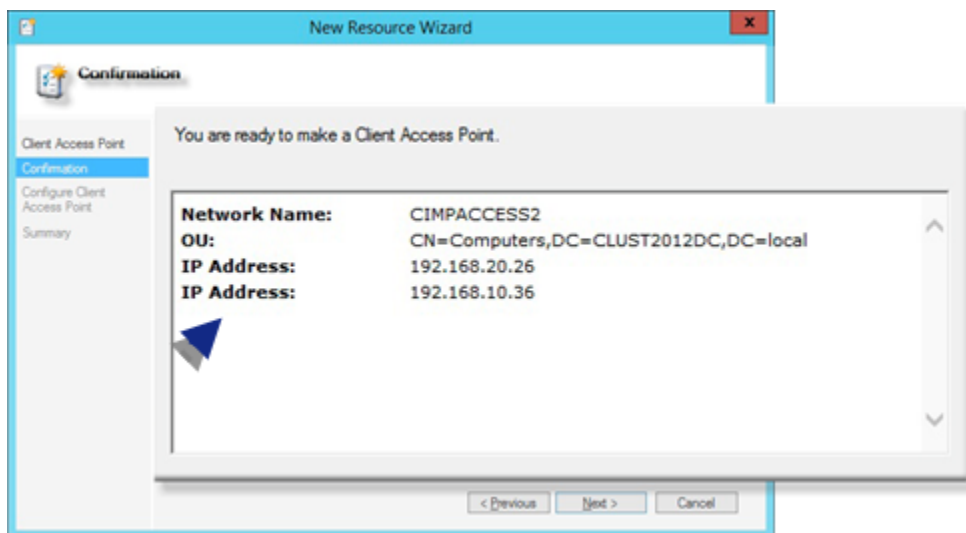 New Resource Wizard
x
Confirmation
Client Access Point
Confirmation
Configure Client
Access Point
Summary
You are ready to make a Client Access Point.
Network Name: CIMPACCESS2
OU: CN=Computers,DC=CLUST2012DC,DC=local
IP Address: 192.168.20.26
IP Address: 192.168.10.36
< Previous Next > Cancel